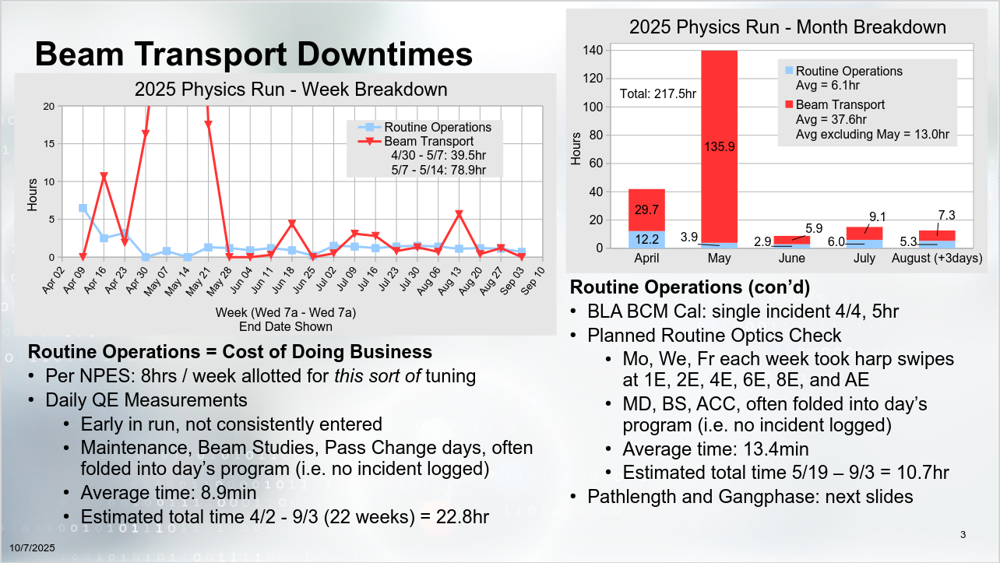 Beam Transport Downtimes
2025 Physics Run - Week Breakdown
20
15
10
5
0
Hours
Routine Operations
Beam Transport
4/30 - 5/7: 39.5hr
5/7 - 5/14: 78.9hr
Apr 02
Apr 09
Apr 16
Apr 23
Apr 30
May 07
May 14
May 21
May 28
Jun 04
Jun 11
Jun 18
Jun 25
Jul 02
Jul 09
Jul 16
Jul 23
Jul 30
Aug 06
Aug 13
Aug 20
Aug 27
Sep 03
Sep 10
Week (Wed 7a - Wed 7a)
End Date Shown
Routine Operations = Cost of Doing Business
• Per NPES: 8hrs / week allotted for this sort of tuning
• Daily QE Measurements
• Early in run, not consistently entered
• Maintenance, Beam Studies, Pass Change days, often
folded into day’s program (i.e. no incident logged)
• Average time: 8.9min
• Estimated total time 4/2 - 9/3 (22 weeks) = 22.8hr
2025 Physics Run - Month Breakdown
140
120
100
80
60
40
20
0
Hours
Total: 217.5hr
Routine Operations
Avg = 6.1hr
Beam Transport
Avg = 37.6hr
Avg excluding May = 13.0hr
29.7
12.2
135.9
3.9
5.9
2.9
9.1
6.0
7.3
5.3
April
May
June
July
August (+3days)
Routine Operations (con’d)
• BLA BCM Cal: single incident 4/4, 5hr
• Planned Routine Optics Check
• Mo, We, Fr each week took harp swipes
at 1E, 2E, 4E, 6E, 8E, and AE
• MD, BS, ACC, often folded into day’s
program (i.e. no incident logged)
• Average time: 13.4min
• Estimated total time 5/19 – 9/3 = 10.7hr
• Pathlength and Gangphase: next slides
10/7/2025
3